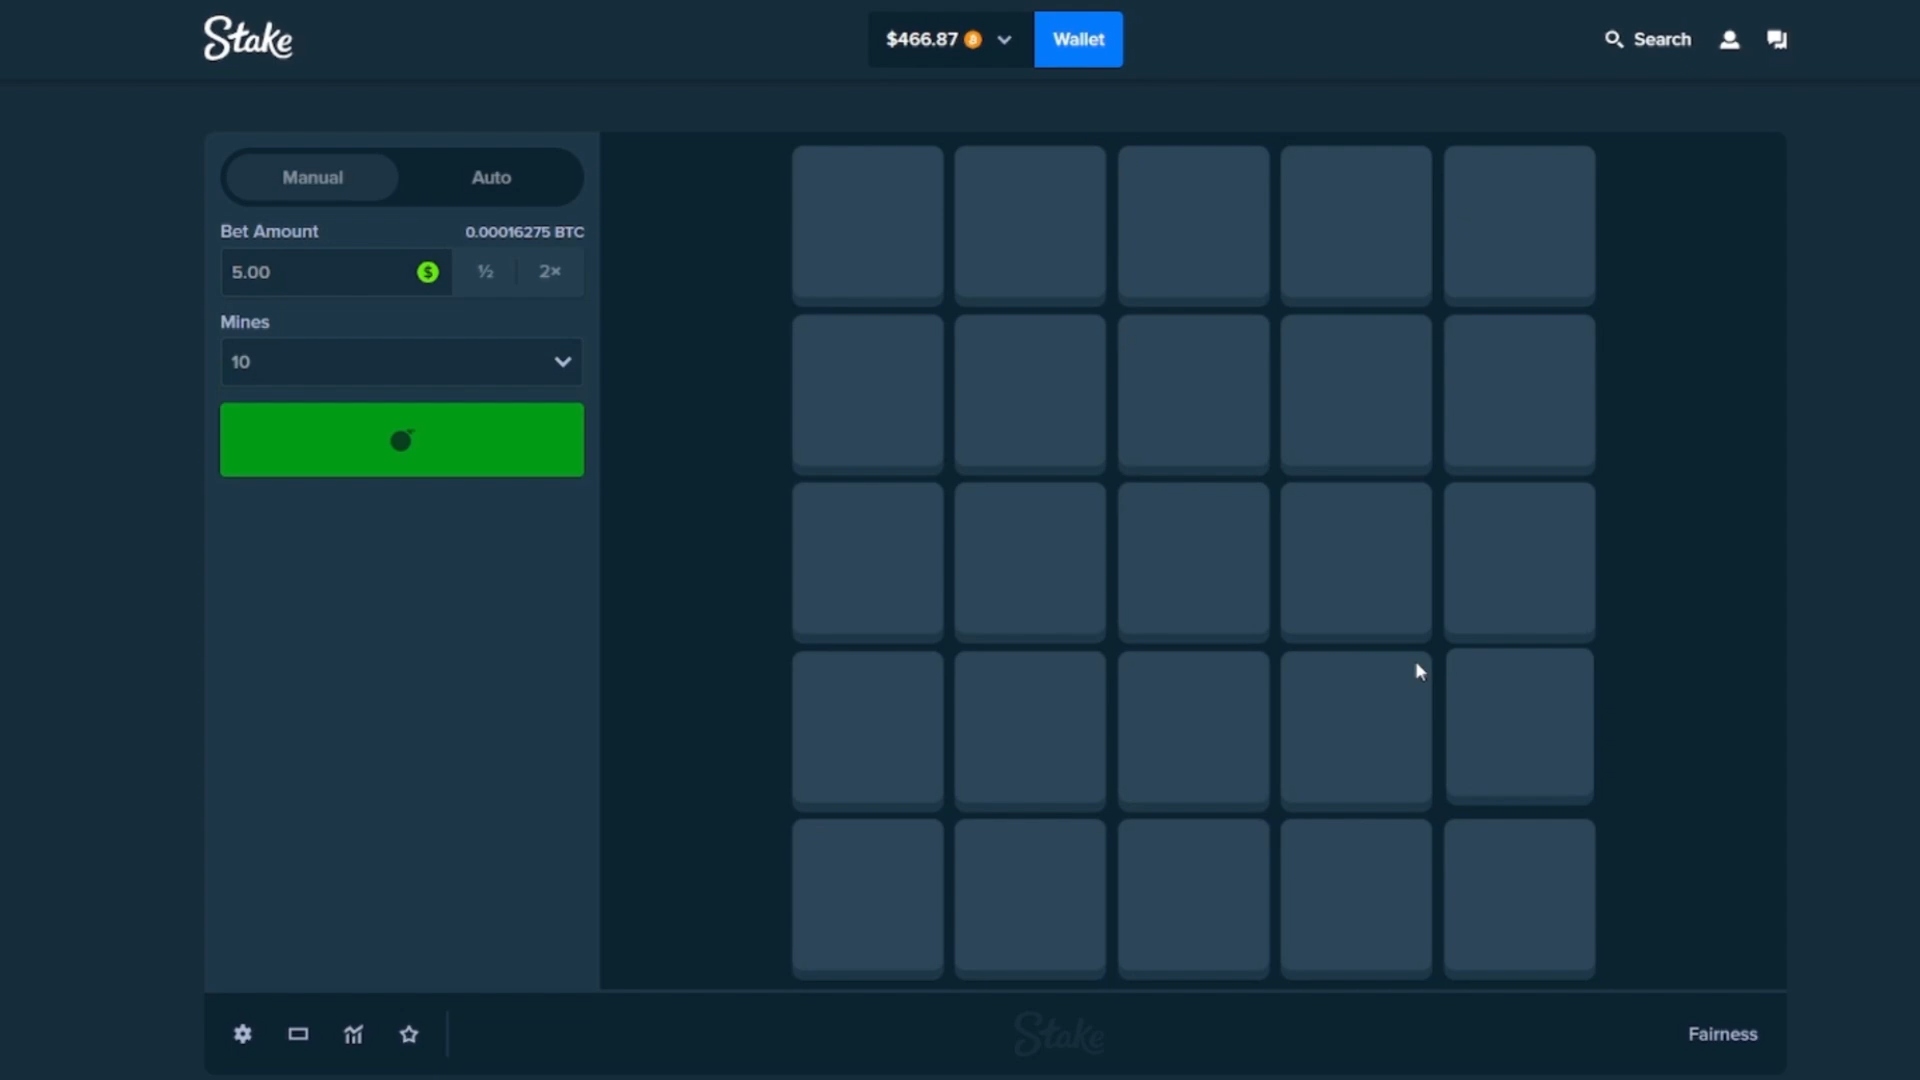 Stake
$466.87
Wallet
Search
Manual
Auto
Bet Amount
0.00016275 BTC
5.00
$
½
2×
Mines
10
Stake
Fairness